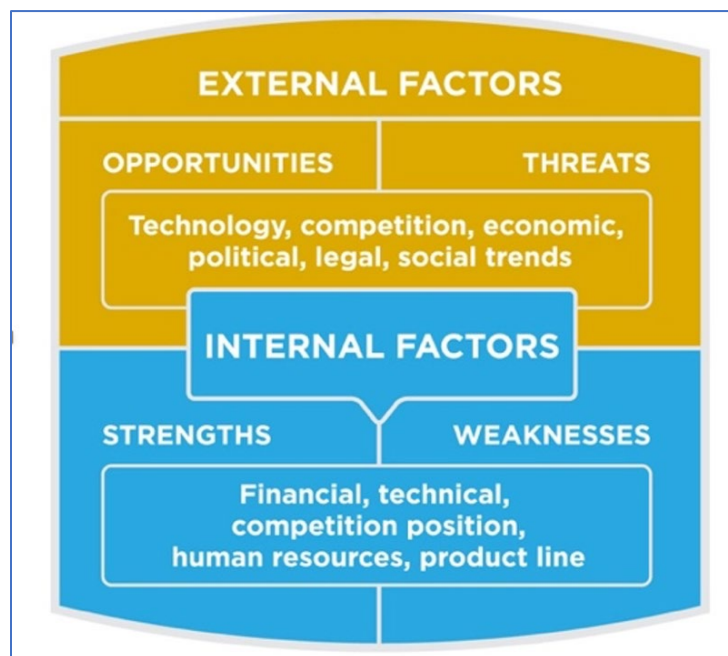 EXTERNAL FACTORS
OPPORTUNITIES
THREATS
Technology, competition, economic,
political, legal, social trends
INTERNAL FACTORS
STRENGTHS
WEAKNESSES
Financial, technical,
competition position,
human resources, product line